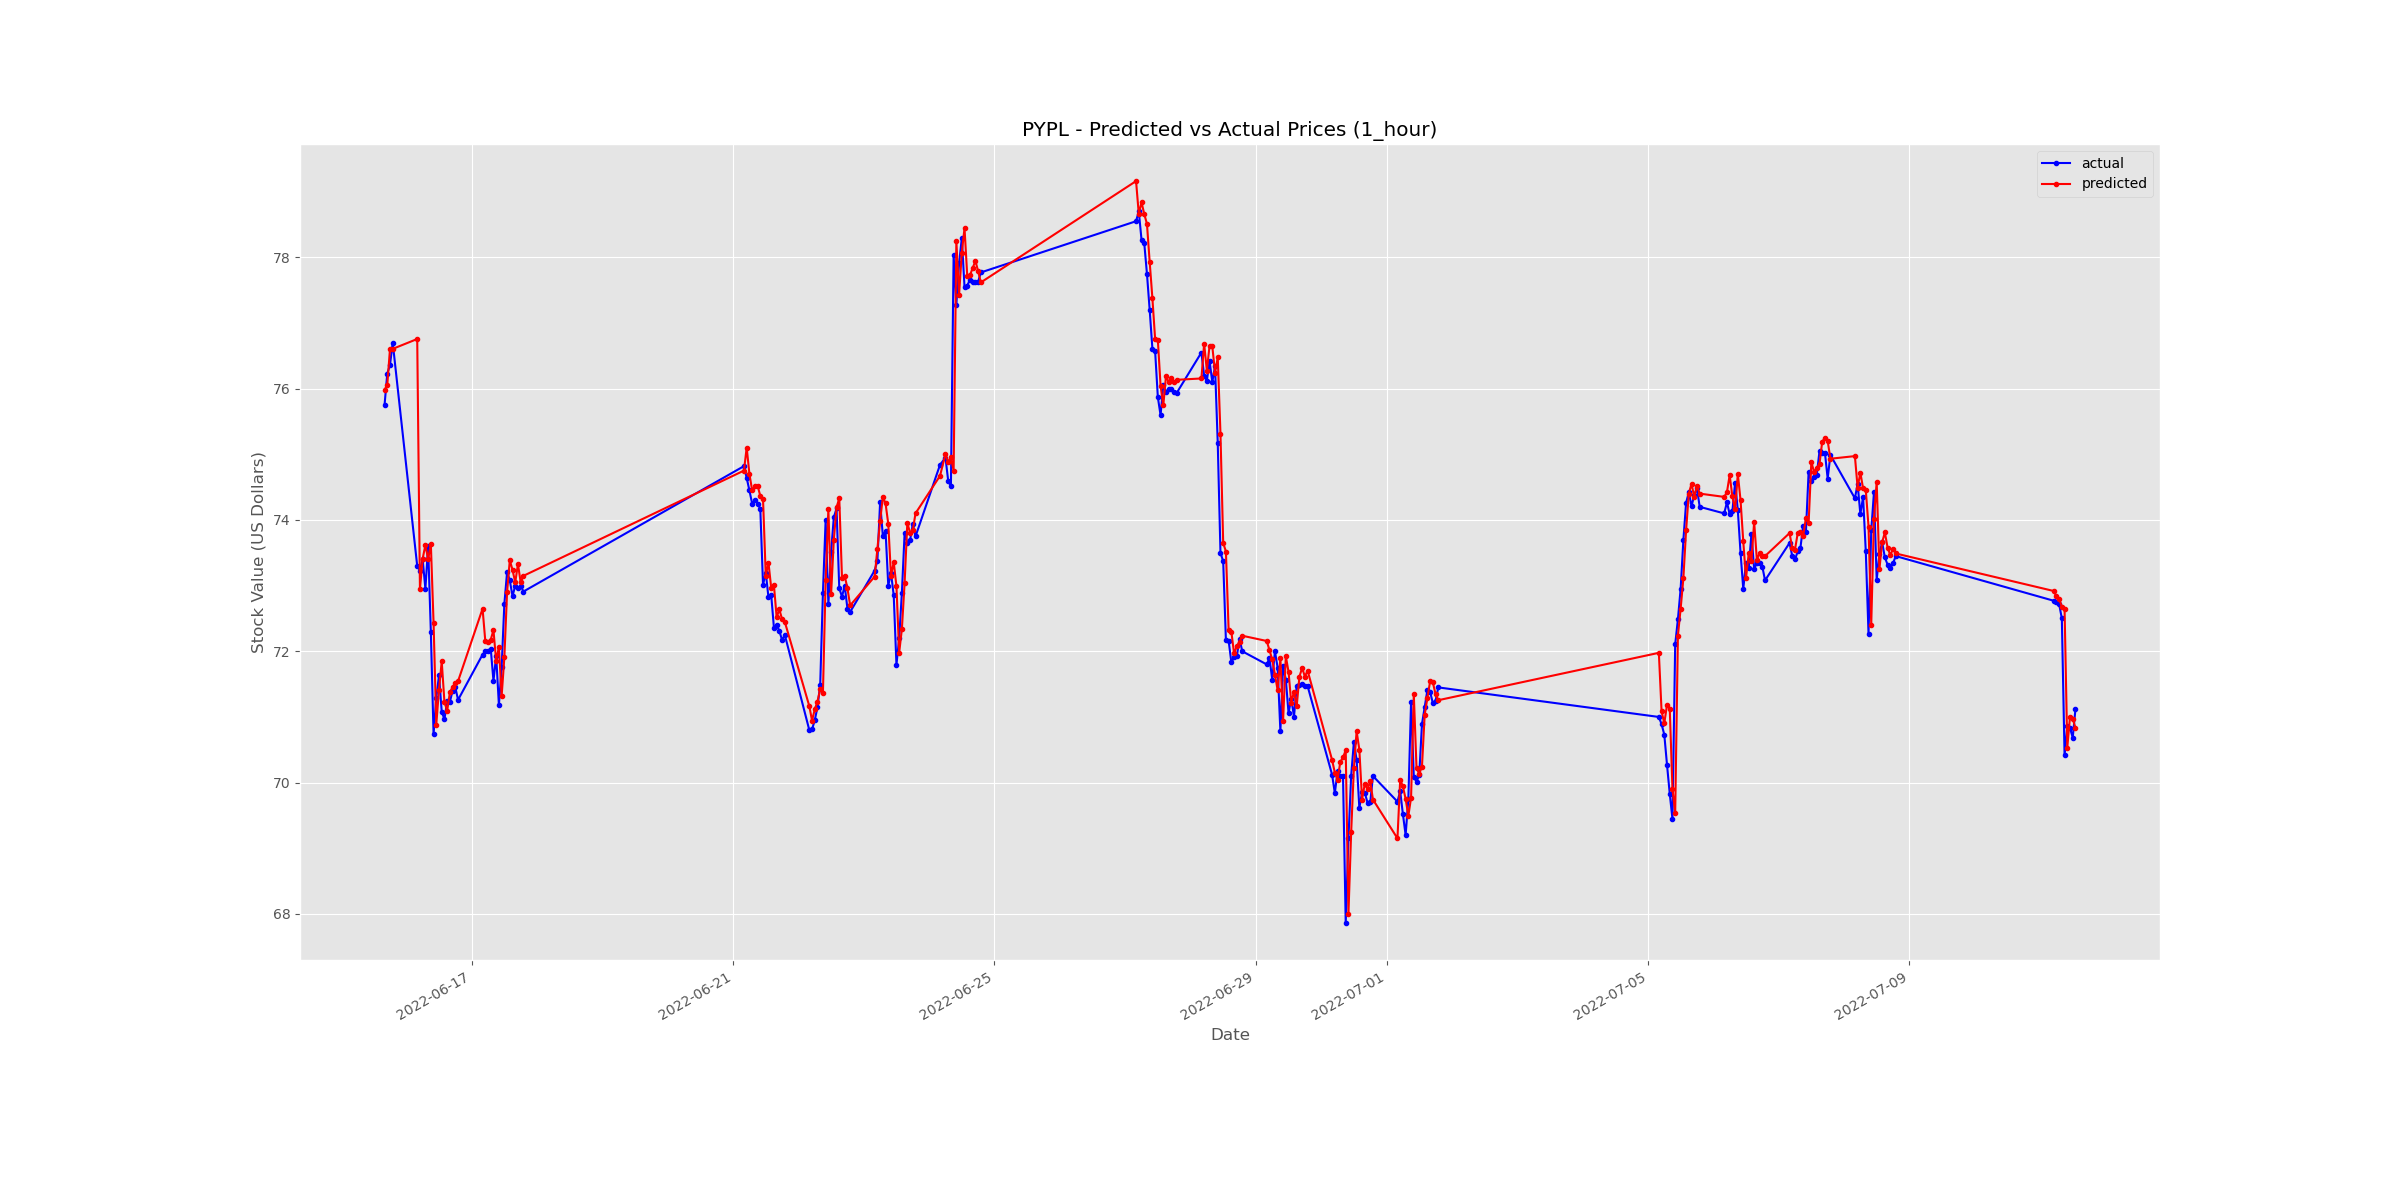 PYPL - Predicted vs Actual Prices (1_hour)
actual
predicted
Stock Value (US Dollars)
78
76
74
72
70
68
2022-06-17
2022-06-21
2022-06-25
2022-06-29
2022-07-01
2022-07-05
2022-07-09
Date